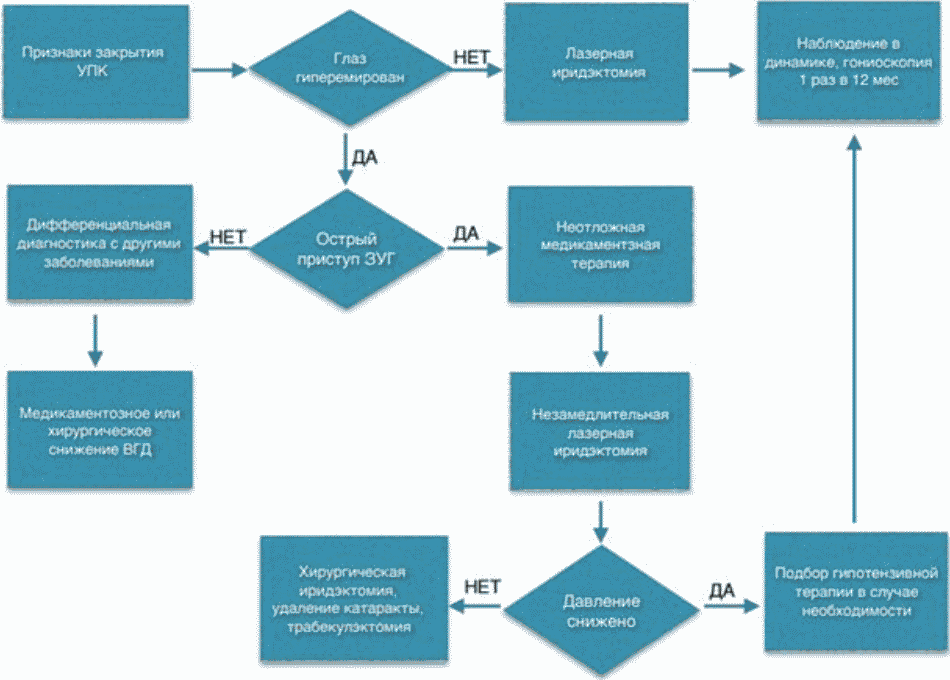 Признаки закрытия
УПК
Глаз
гиперемирован
НЕТ
Лазерная
иридэктомия
Наблюдение в
динамике, гониоскопия
1 раз в 12 мес
ДА
Дифференциальная
диагностика с другими
заболеваниями
НЕТ
Острый
приступ ЗУГ
ДА
Неотложная
медикаментзная
терапия
Медикаментозное или
хирургическое
снижение ВГД
Незамедлительная
лазерная
иридэктомия
Хирургическая
иридэктомия,
удаление катаракты,
трабекулэктомия
НЕТ
Давление
снижено
ДА
Подбор гипотензивной
терапии в случае
необходимости